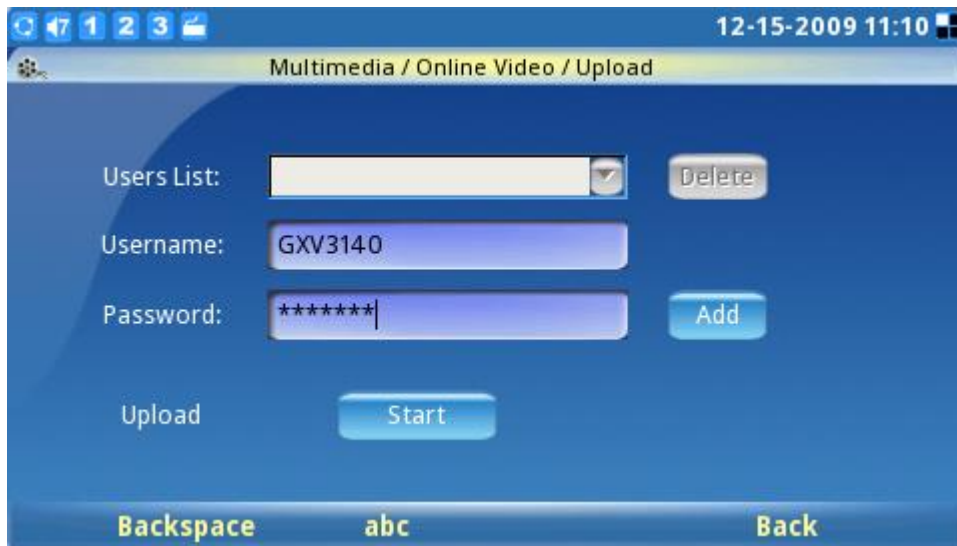 7 1 2 3 12-15-2009 11:10
Multimedia / Online Video / Upload
Users List: Delete
Username: GXV3140
Password: ******* Add
Upload Start
Backspace abc Back